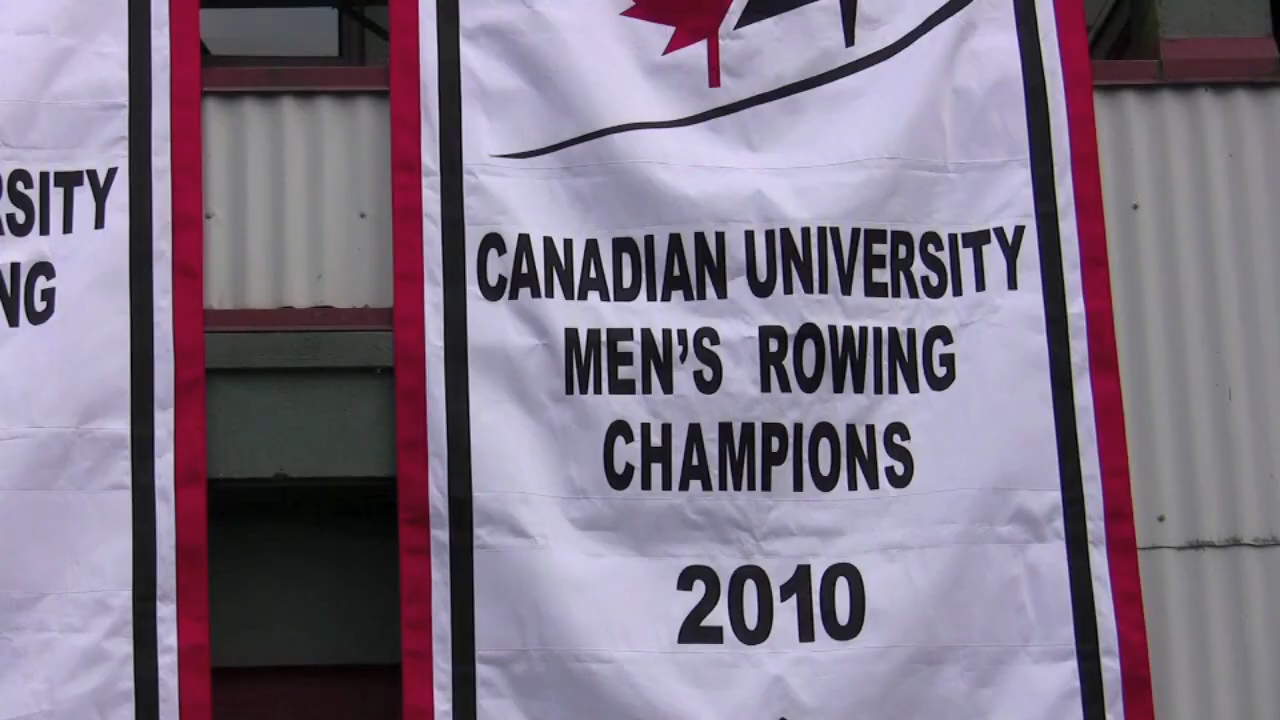 RSITY
NG
CANADIAN UNIVERSITY
MEN'S ROWING
CHAMPIONS
2010